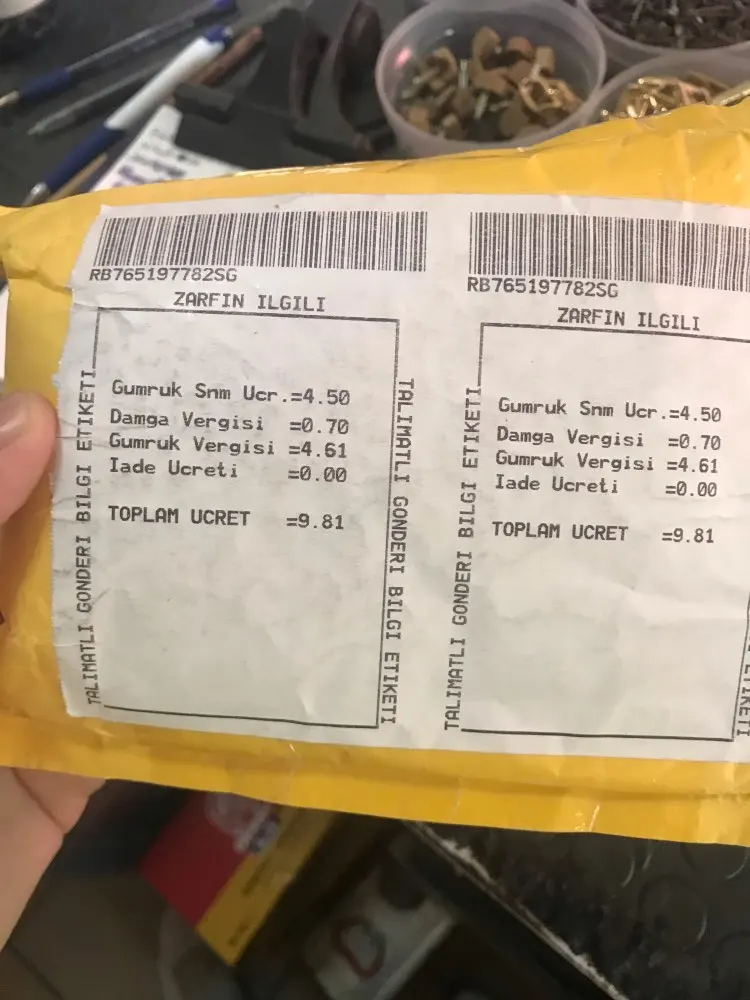 RB765197782SG
ZARFIN ILGILI
TALIMATLI GONDERI BILGI ETIKETI
Gumruk Snm Ucr.=4.50
Damga Vergisi =0.70
Gumruk Vergisi =4.61
Iade Ucreti =0.00
TOPLAM UCRET =9.81
TALIMATLI GONDERI BILGI ETIKETI
RB765197782SG
ZARFIN ILGILI
TALIMATLI GONDERI BILGI ETIKETI
Gumruk Snm Ucr.=4.50
Damga Vergisi =0.70
Gumruk Vergisi =4.61
Iade Ucreti =0.00
TOPLAM UCRET =9.81